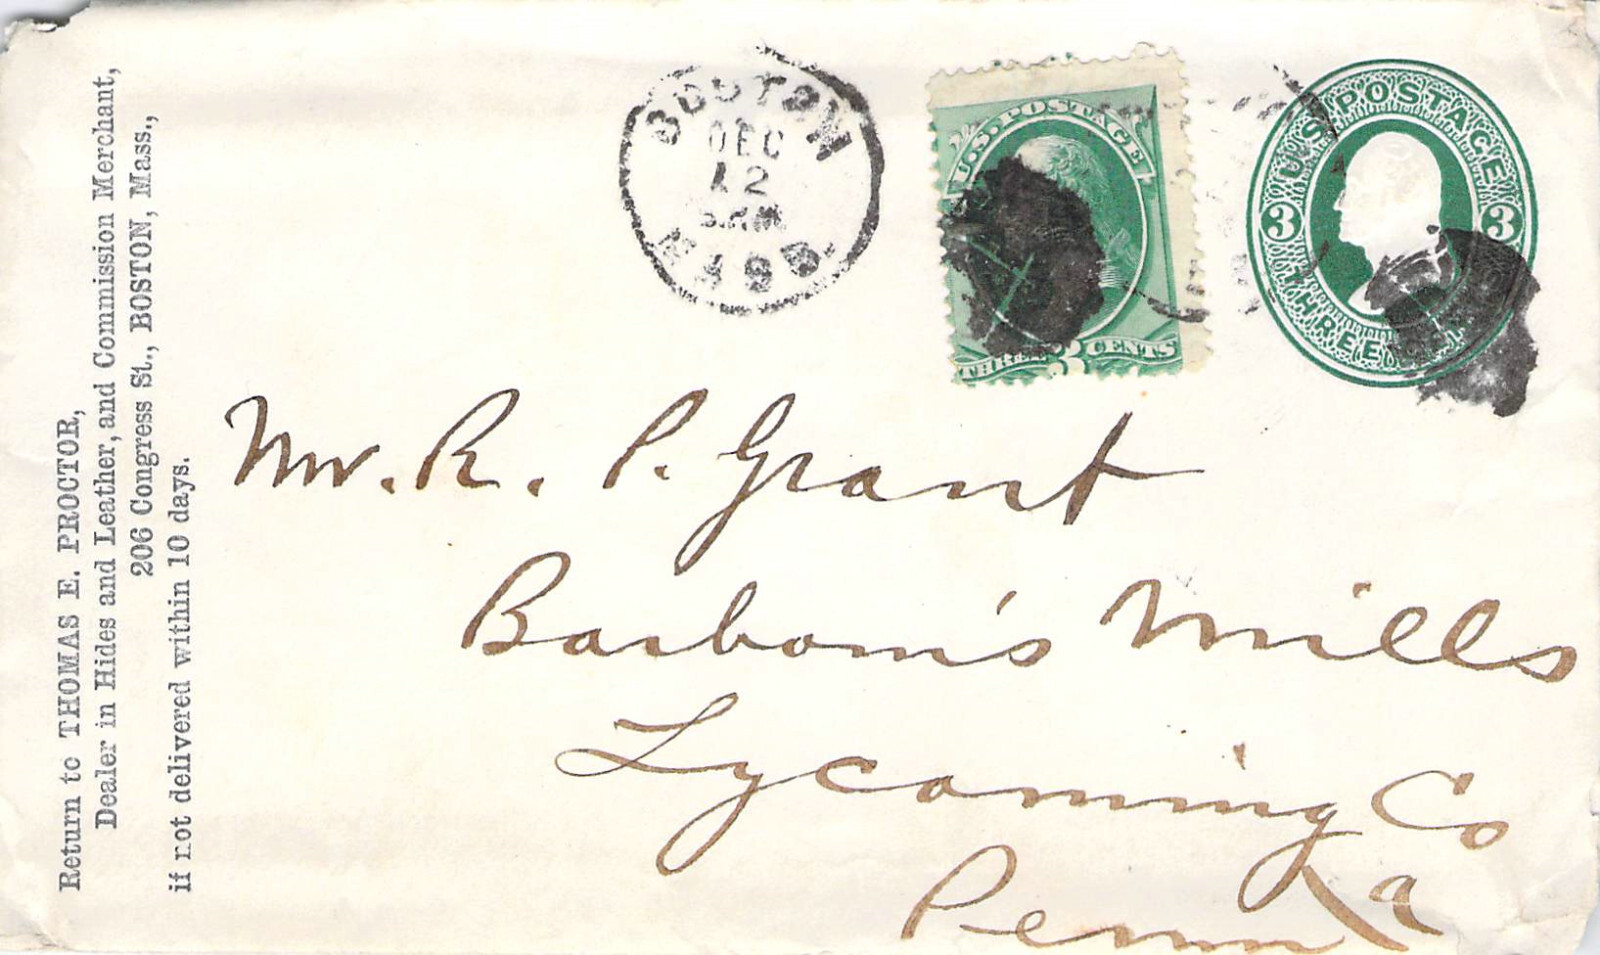 Return to THOMAS E. PROCTOR,
Dealer in Hides and Leather, and Commission Merchant,
206 Congress St., BOSTON, Mass.,
if not delivered within 10 days.
BOSTON
DEC
12
MASS.
U.S. POSTAGE
THREE 3 CENTS
U.S POSTAGE
3 3
THREE
Mr. R. P. Grant
Barbom's Mills
Lycoming Co
Penna